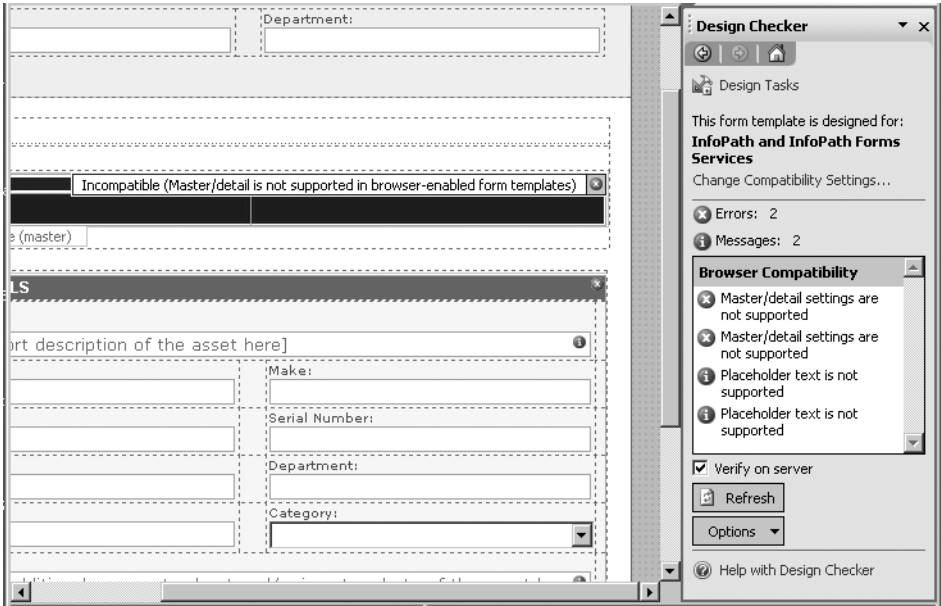 Department:
Incompatible (Master/detail is not supported in browser-enabled form templates)
(master)
LS
description of the asset here]
Make:
Serial Number:
Department:
Category:
Design Checker
Design Tasks
This form template is designed for:
InfoPath and InfoPath Forms
Services
Change Compatibility Settings...
Errors: 2
Messages: 2
Browser Compatibility
Master/detail settings are
not supported
Master/detail settings are
not supported
Placeholder text is not
supported
Placeholder text is not
supported
Verify on server
Refresh
Options
Help with Design Checker